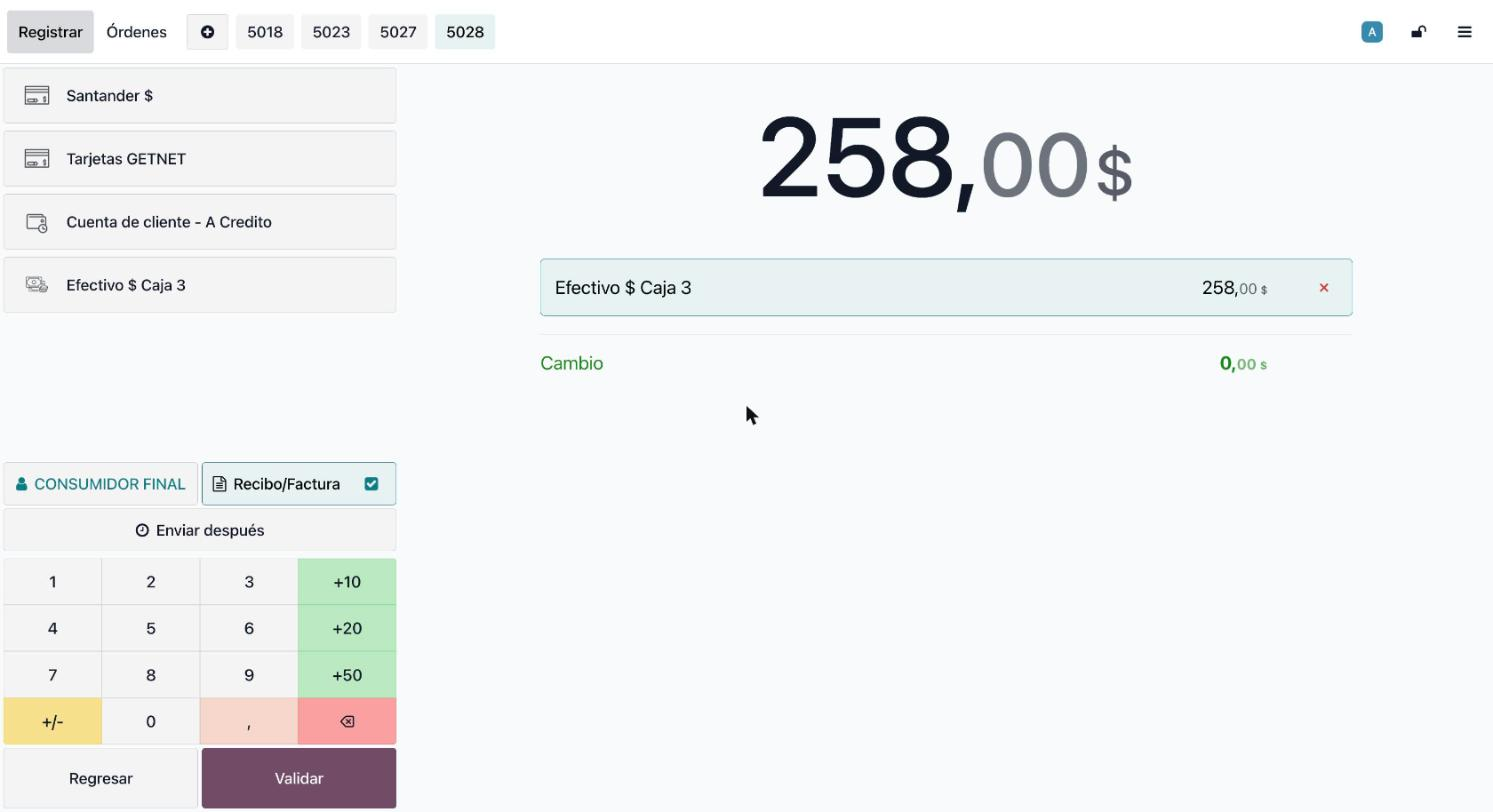 Registrar Órdenes 5018 5023 5027 5028 A
Santander $
Tarjetas GETNET
Cuenta de cliente - A Credito
Efectivo $ Caja 3
258,00 $
Efectivo $ Caja 3 258,00 $
Cambio 0,00 $
CONSUMIDOR FINAL Recibo/Factura
Enviar después
1 2 3 +10
4 5 6 +20
7 8 9 +50
+/- 0 ,
Regresar Validar